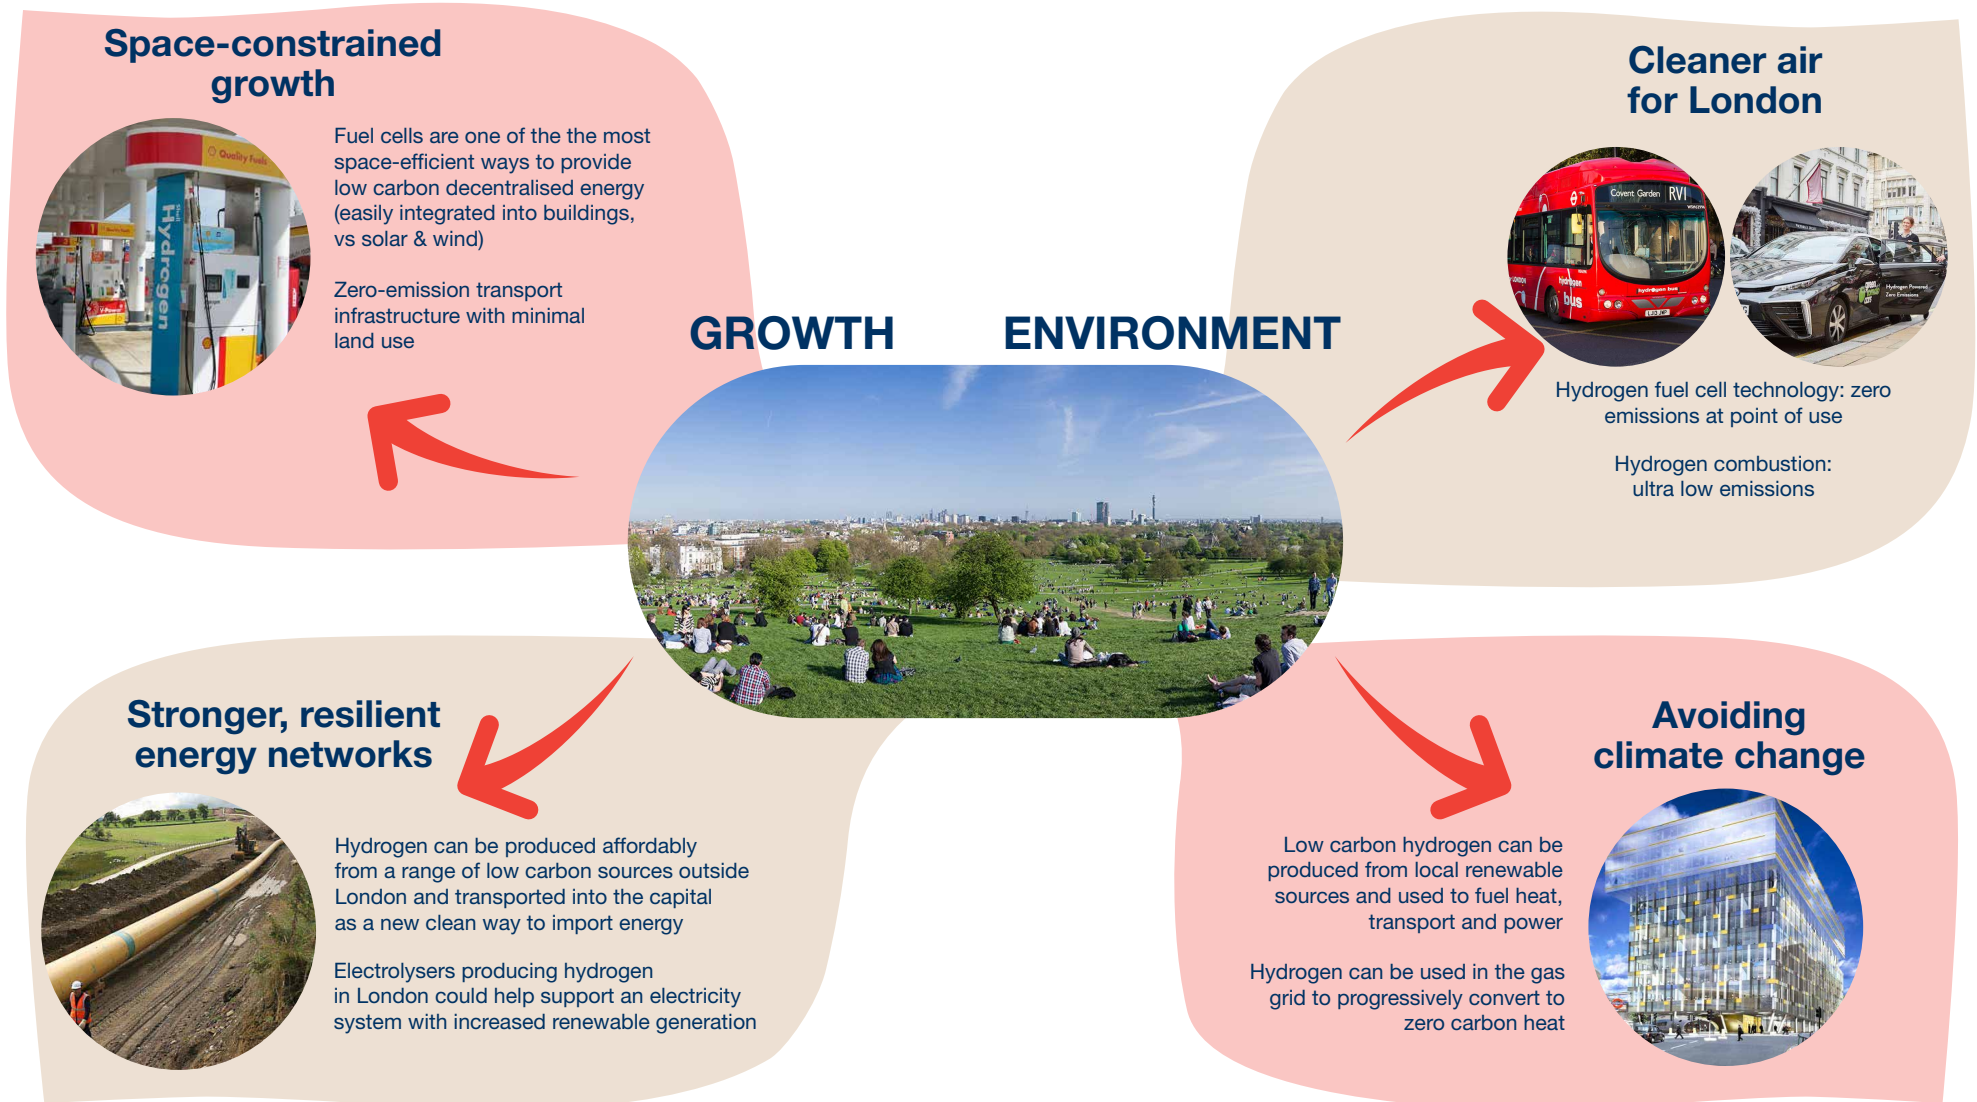 Space-constrained
growth
Quality Fuels
Shell
Hydrogen
Fuel cells are one of the the most
space-efficient ways to provide
low carbon decentralised energy
(easily integrated into buildings,
vs solar & wind)
Zero-emission transport
infrastructure with minimal
land use
Cleaner air
for London
Covent Garden RV1
hydrogen bus
hydrogen
bus
Hydrogen Powered
Zero Emissions
Hydrogen fuel cell technology: zero
emissions at point of use
Hydrogen combustion:
ultra low emissions
GROWTH
ENVIRONMENT
Stronger, resilient
energy networks
Hydrogen can be produced affordably
from a range of low carbon sources outside
London and transported into the capital
as a new clean way to import energy
Electrolysers producing hydrogen
in London could help support an electricity
system with increased renewable generation
Avoiding
climate change
Low carbon hydrogen can be
produced from local renewable
sources and used to fuel heat,
transport and power
Hydrogen can be used in the gas
grid to progressively convert to
zero carbon heat